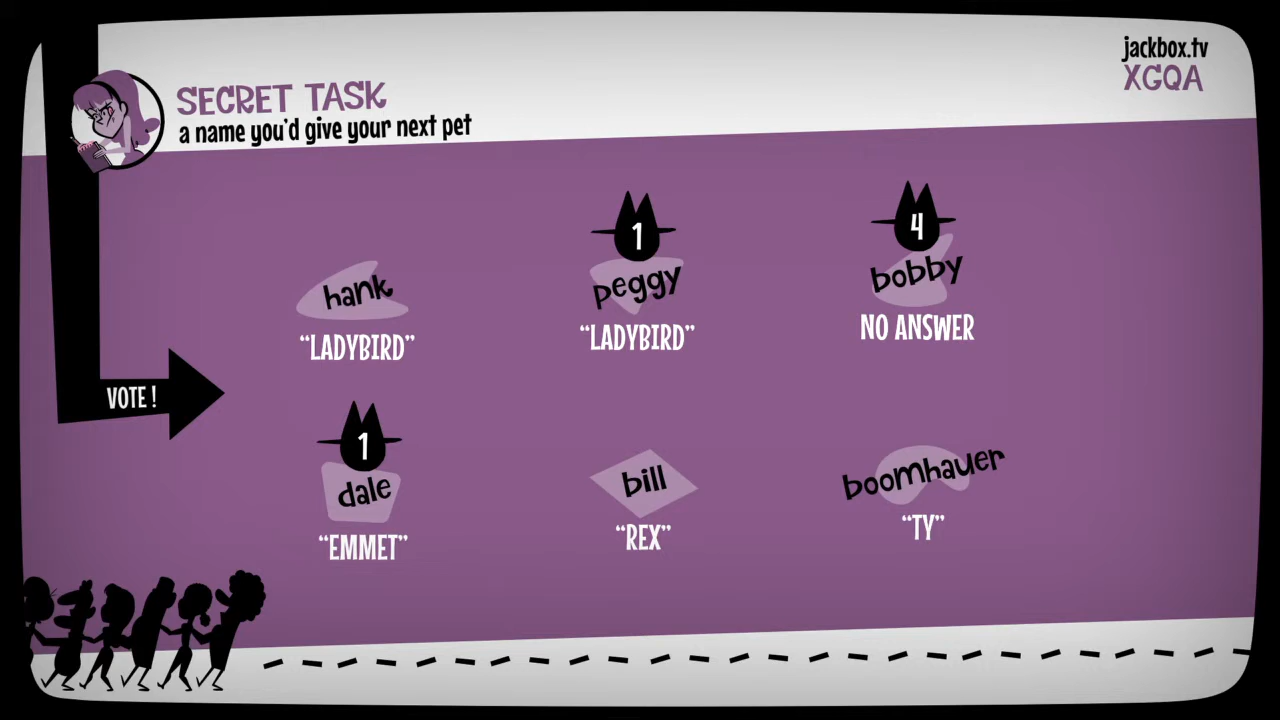 jackbox.tv
XGQA
SECRET TASK
a name you'd give your next pet
1
4
hank
peggy
bobby
"LADYBIRD"
"LADYBIRD"
NO ANSWER
VOTE!
1
dale
bill
boomhauer
"EMMET"
"REX"
"TY"